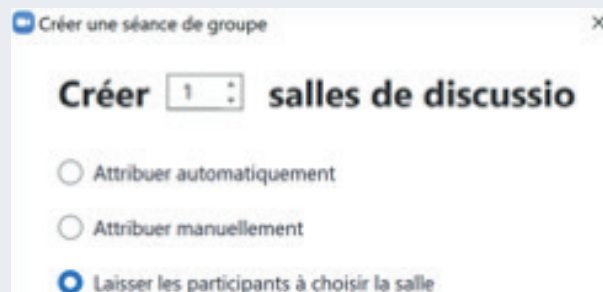 Créer une séance de groupe
Créer 1 salles de discussio
Attribuer automatiquement
Attribuer manuellement
Laisser les participants à choisir la salle